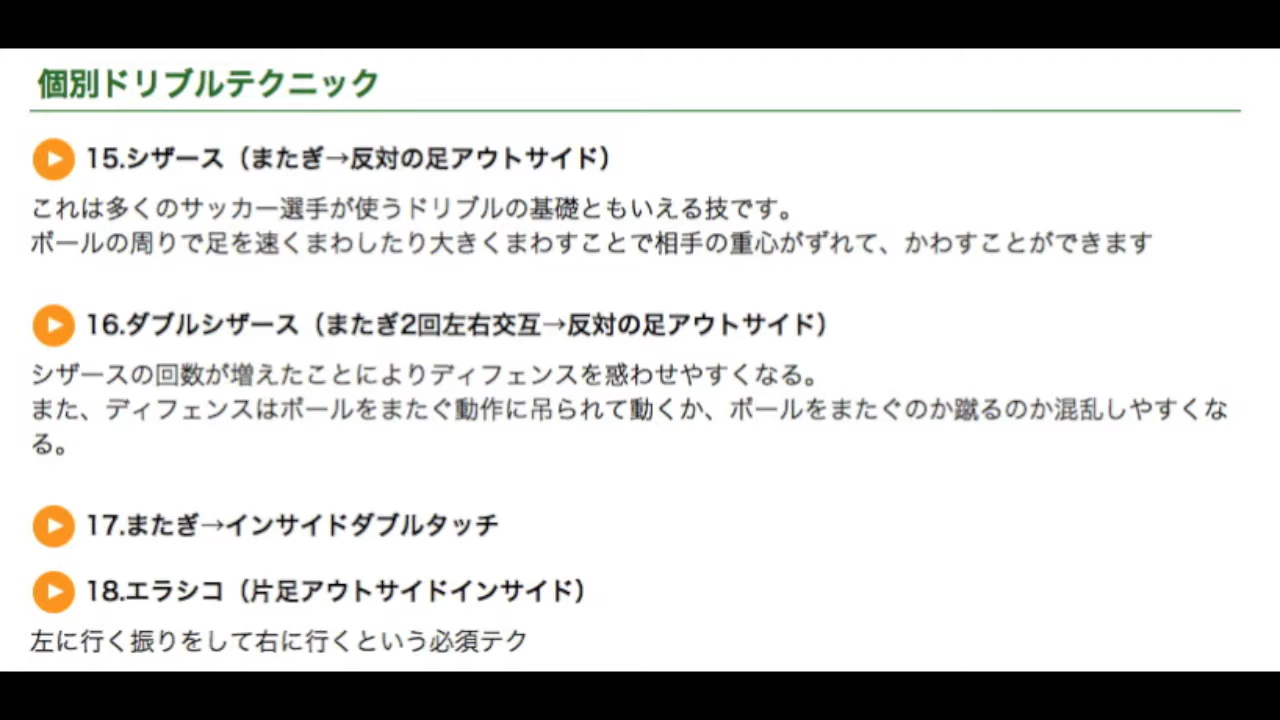 個別ドリブルテクニック
15.シザース（またぎ→反対の足アウトサイド）
これは多くのサッカー選手が使うドリブルの基礎ともいえる技です。
ボールの周りで足を速くまわしたり大きくまわすことで相手の重心がずれて、かわすことができます
16.ダブルシザース（またぎ2回左右交互→反対の足アウトサイド）
シザースの回数が増えたことによりディフェンスを惑わせやすくなる。
また、ディフェンスはボールをまたぐ動作に吊られて動くか、ボールをまたぐのか蹴るのか混乱しやすくな
る。
17.またぎ→インサイドダブルタッチ
18.エラシコ（片足アウトサイドインサイド）
左に行く振りをして右に行くという必須テク